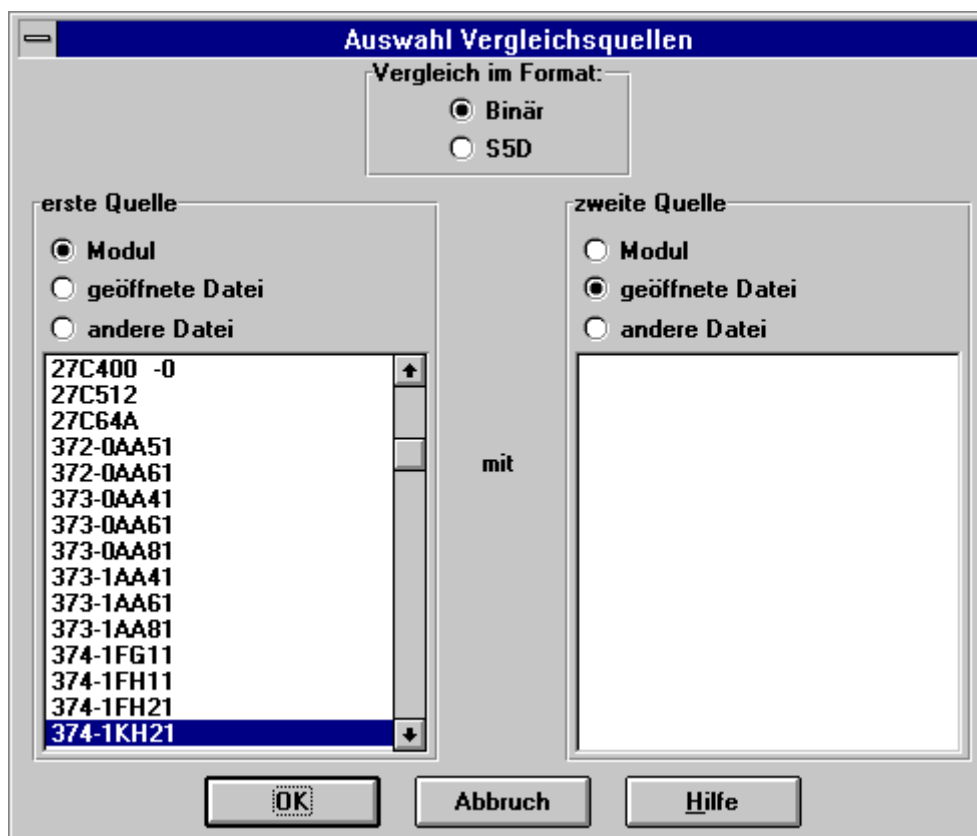 Auswahl Vergleichsquellen
Vergleich im Format:
Binär
S5D
erste Quelle
Modul
geöffnete Datei
andere Datei
27C400 -0
27C512
27C64A
372-0AA51
372-0AA61
373-0AA41
373-0AA61
373-0AA81
373-1AA41
373-1AA61
373-1AA81
374-1FG11
374-1FH11
374-1FH21
374-1KH21
mit
zweite Quelle
Modul
geöffnete Datei
andere Datei
OK
Abbruch
Hilfe